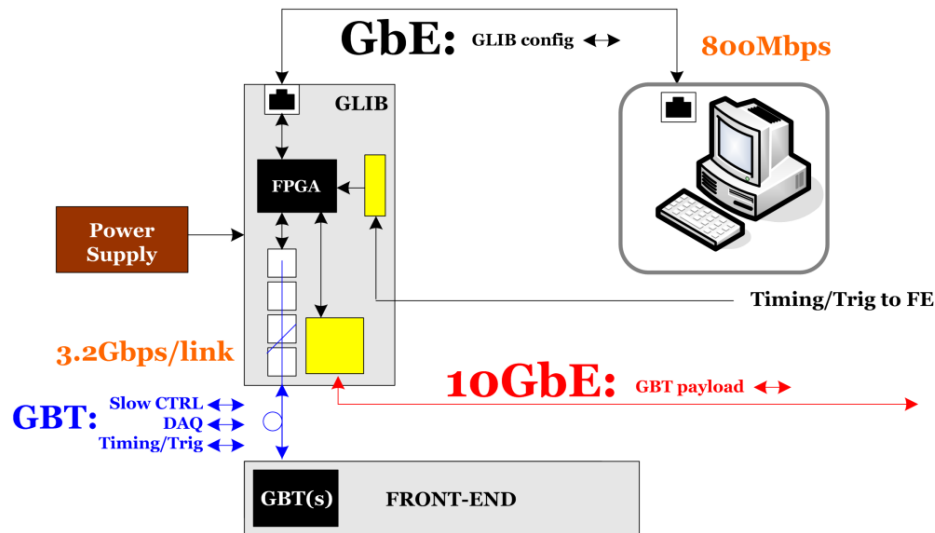 GbE: GLIB config
800Mbps
GLIB
FPGA
Power
Supply
Timing/Trig to FE
3.2Gbps/link
10GbE: GBT payload
GBT:
Slow CTRL
DAQ
Timing/Trig
GBT(s)
FRONT-END